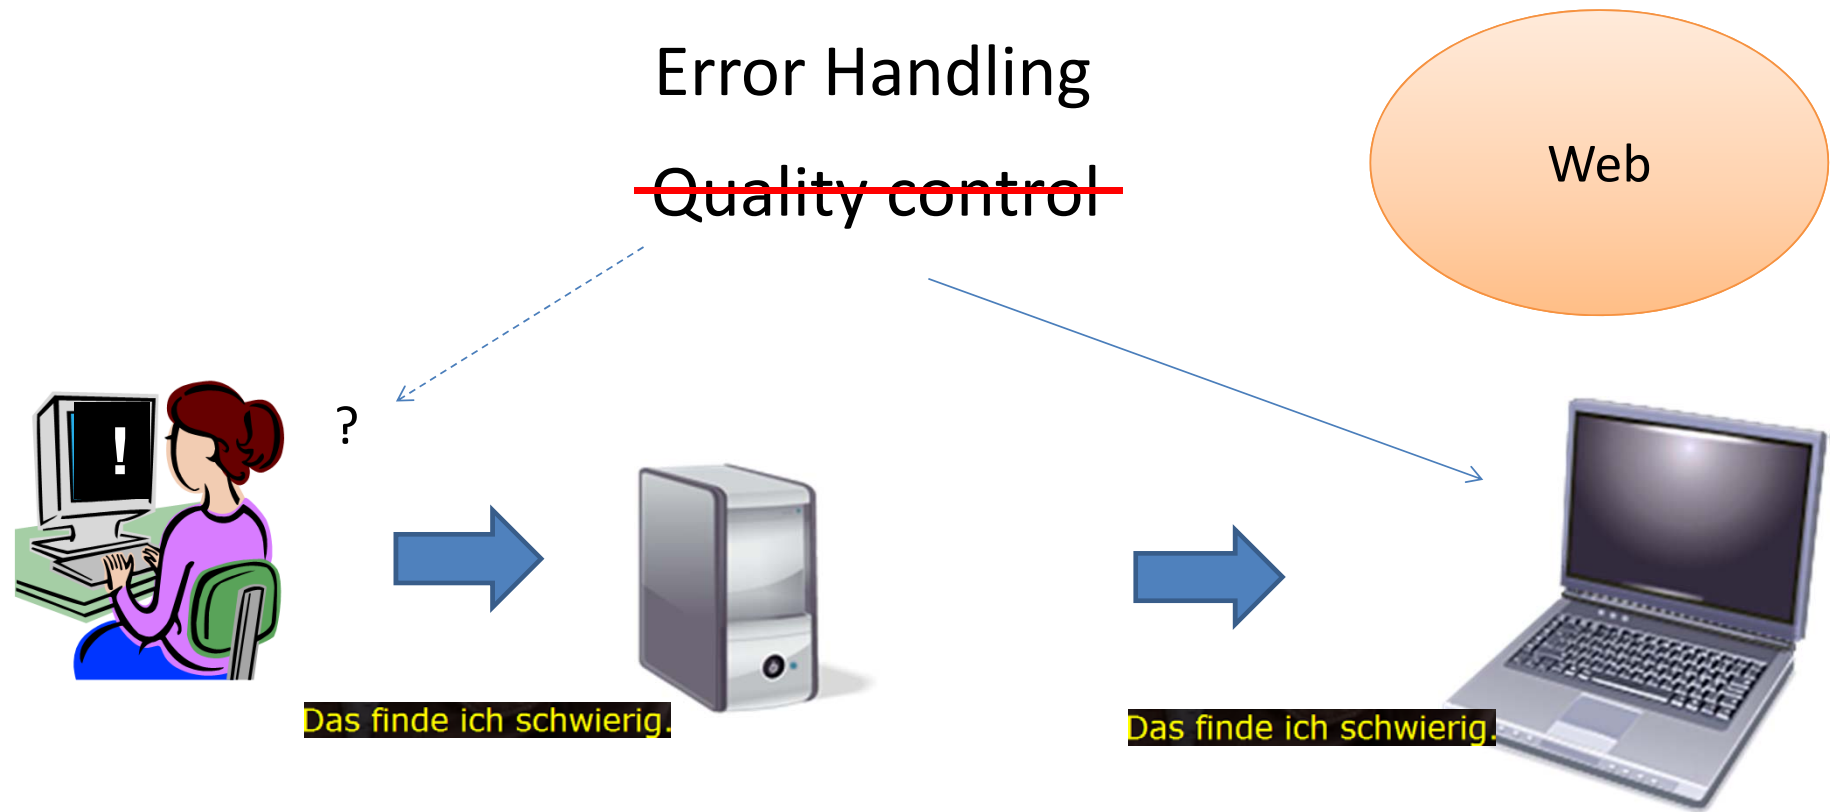 Error Handling
Quality control
Web
!
?
Das finde ich schwierig.
Das finde ich schwierig.